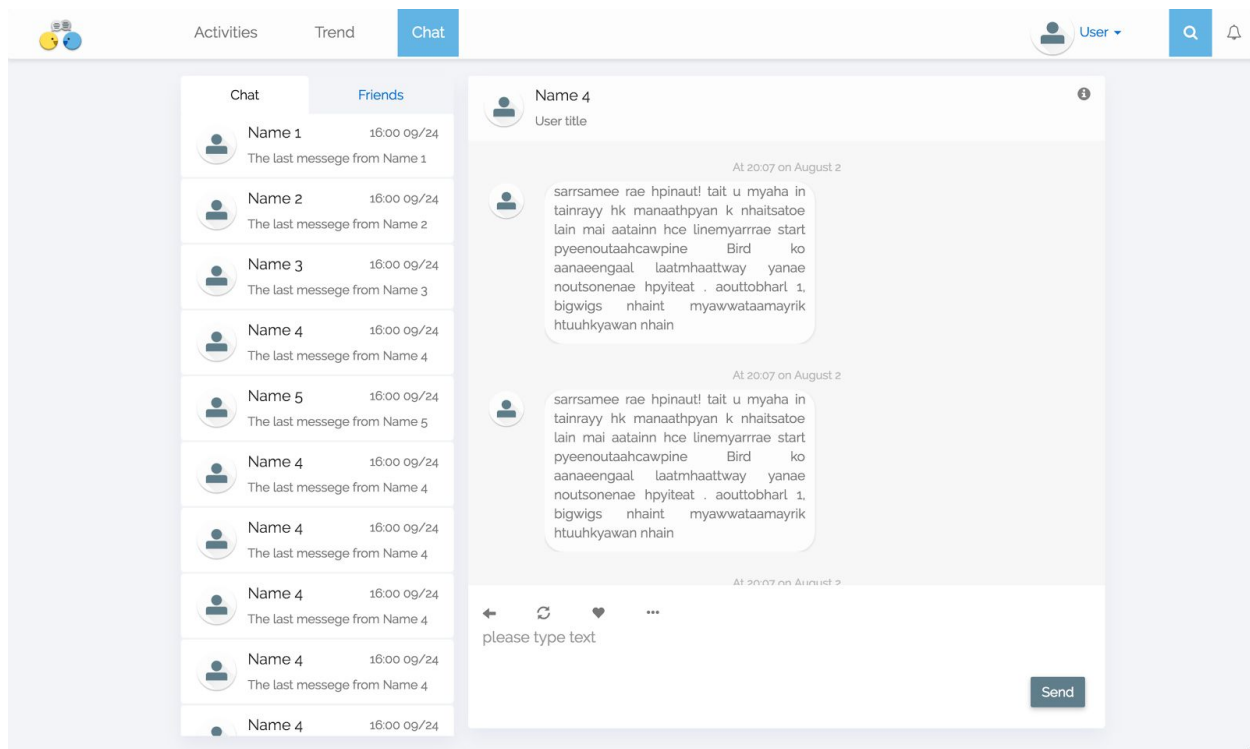 Activities
Trend
Chat
User
Chat
Friends
Name 1
16:00 09/24
The last messege from Name 1
Name 2
16:00 09/24
The last messege from Name 2
Name 3
16:00 09/24
The last messege from Name 3
Name 4
16:00 09/24
The last messege from Name 4
Name 5
16:00 09/24
The last messege from Name 5
Name 4
16:00 09/24
The last messege from Name 4
Name 4
16:00 09/24
The last messege from Name 4
Name 4
16:00 09/24
The last messege from Name 4
Name 4
16:00 09/24
The last messege from Name 4
Name 4
16:00 09/24
Name 4
User title
At 20:07 on August 2
sarrsamee rae hpinaut! tait u myaha in
tainrayy hk manaathpyan k nhaitsatoe
lain mai aatainn hce linemyarrrae start
pyeenoutaahcawpine Bird ko
aanaeengaal laatmhaattway yanae
noutsonenae hpyiteat . aouttobharl 1,
bigwigs nhaint myawwataamayrik
htuuhkyawan nhain
At 20:07 on August 2
sarrsamee rae hpinaut! tait u myaha in
tainrayy hk manaathpyan k nhaitsatoe
lain mai aatainn hce linemyarrrae start
pyeenoutaahcawpine Bird ko
aanaeengaal laatmhaattway yanae
noutsonenae hpyiteat . aouttobharl 1,
bigwigs nhaint myawwataamayrik
htuuhkyawan nhain
At 20:07 on August 2
please type text
Send